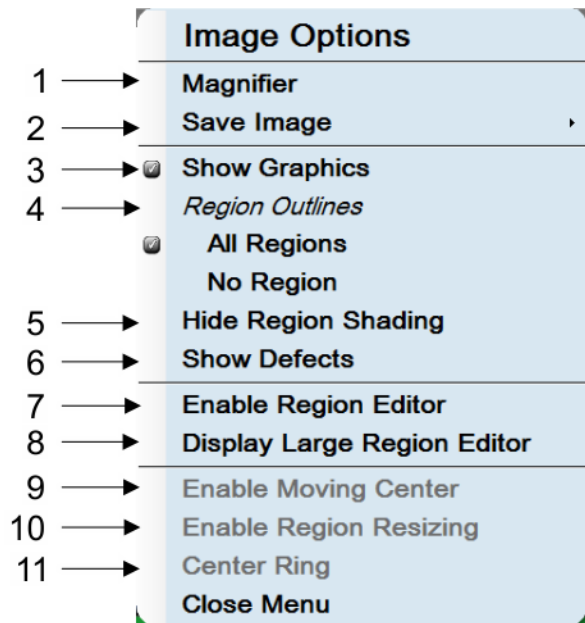 Image Options
1 Magnifier
2 Save Image
3 Show Graphics
4 Region Outlines
All Regions
No Region
5 Hide Region Shading
6 Show Defects
7 Enable Region Editor
8 Display Large Region Editor
9 Enable Moving Center
10 Enable Region Resizing
11 Center Ring
Close Menu